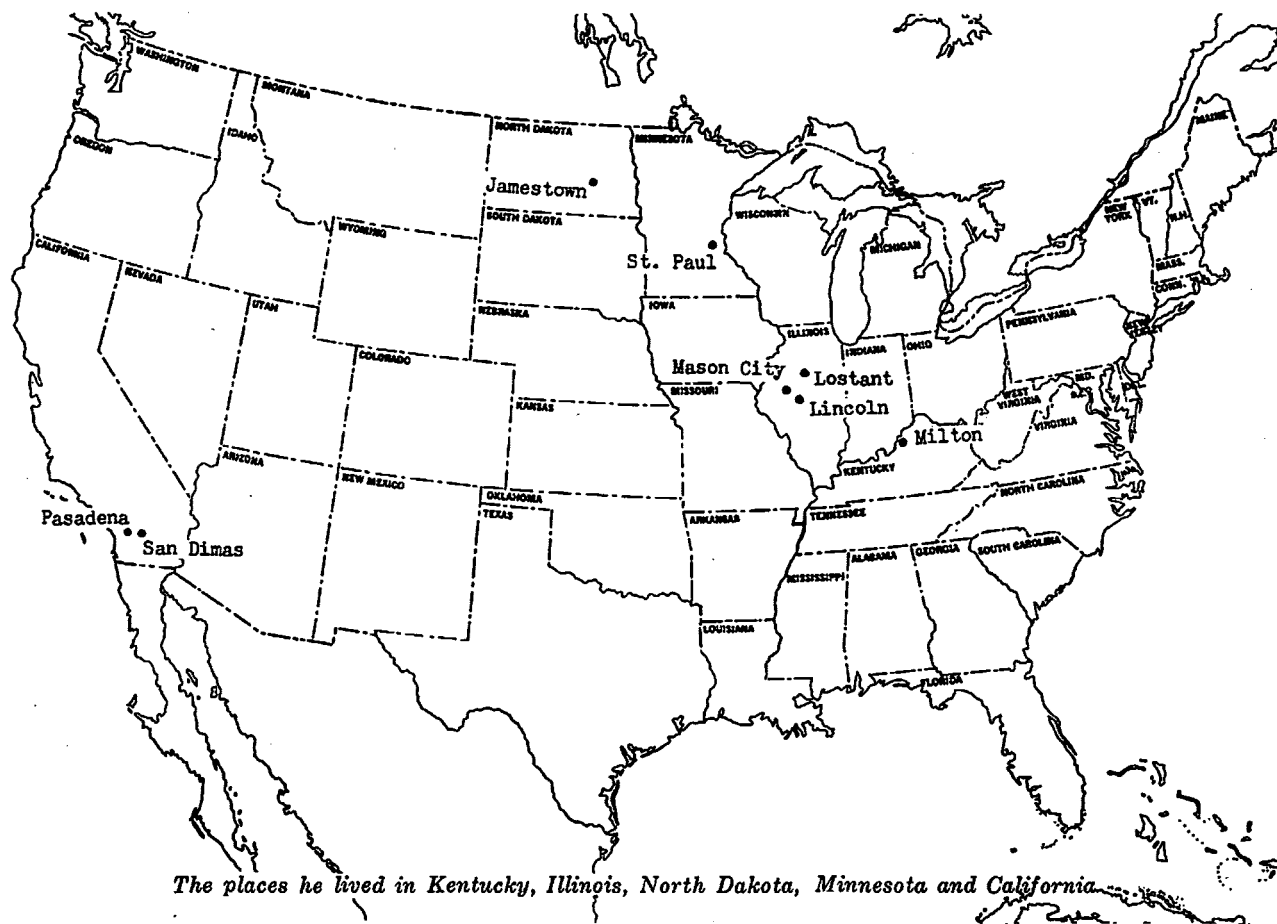 WASHINGTON
MONTANA
NORTH DAKOTA
MINNESOTA
IDAHO
OREGON
MAINE
Jamestown
SOUTH DAKOTA
WISCONSIN
NEW
YORK
VT.
N.H.
WYOMING
CALIFORNIA
MICHIGAN
St. Paul
NEVADA
MASS.
CONN.
UTAH
IOWA
NEBRASKA
ILLINOIS
PENNSYLVANIA
NEW
JERSEY
COLORADO
INDIANA
OHIO
Mason City
Lostant
MISSOURI
Lincoln
MD.
KANSAS
WEST
VIRGINIA
VIRGINIA
Milton
ARIZONA
KENTUCKY
NEW MEXICO
NORTH CAROLINA
OKLAHOMA
TEXAS
ARKANSAS
TENNESSEE
Pasadena
San Dimas
ALABAMA
GEORGIA
SOUTH CAROLINA
MISSISSIPPI
LOUISIANA
FLORIDA
The places he lived in Kentucky, Illinois, North Dakota, Minnesota and California